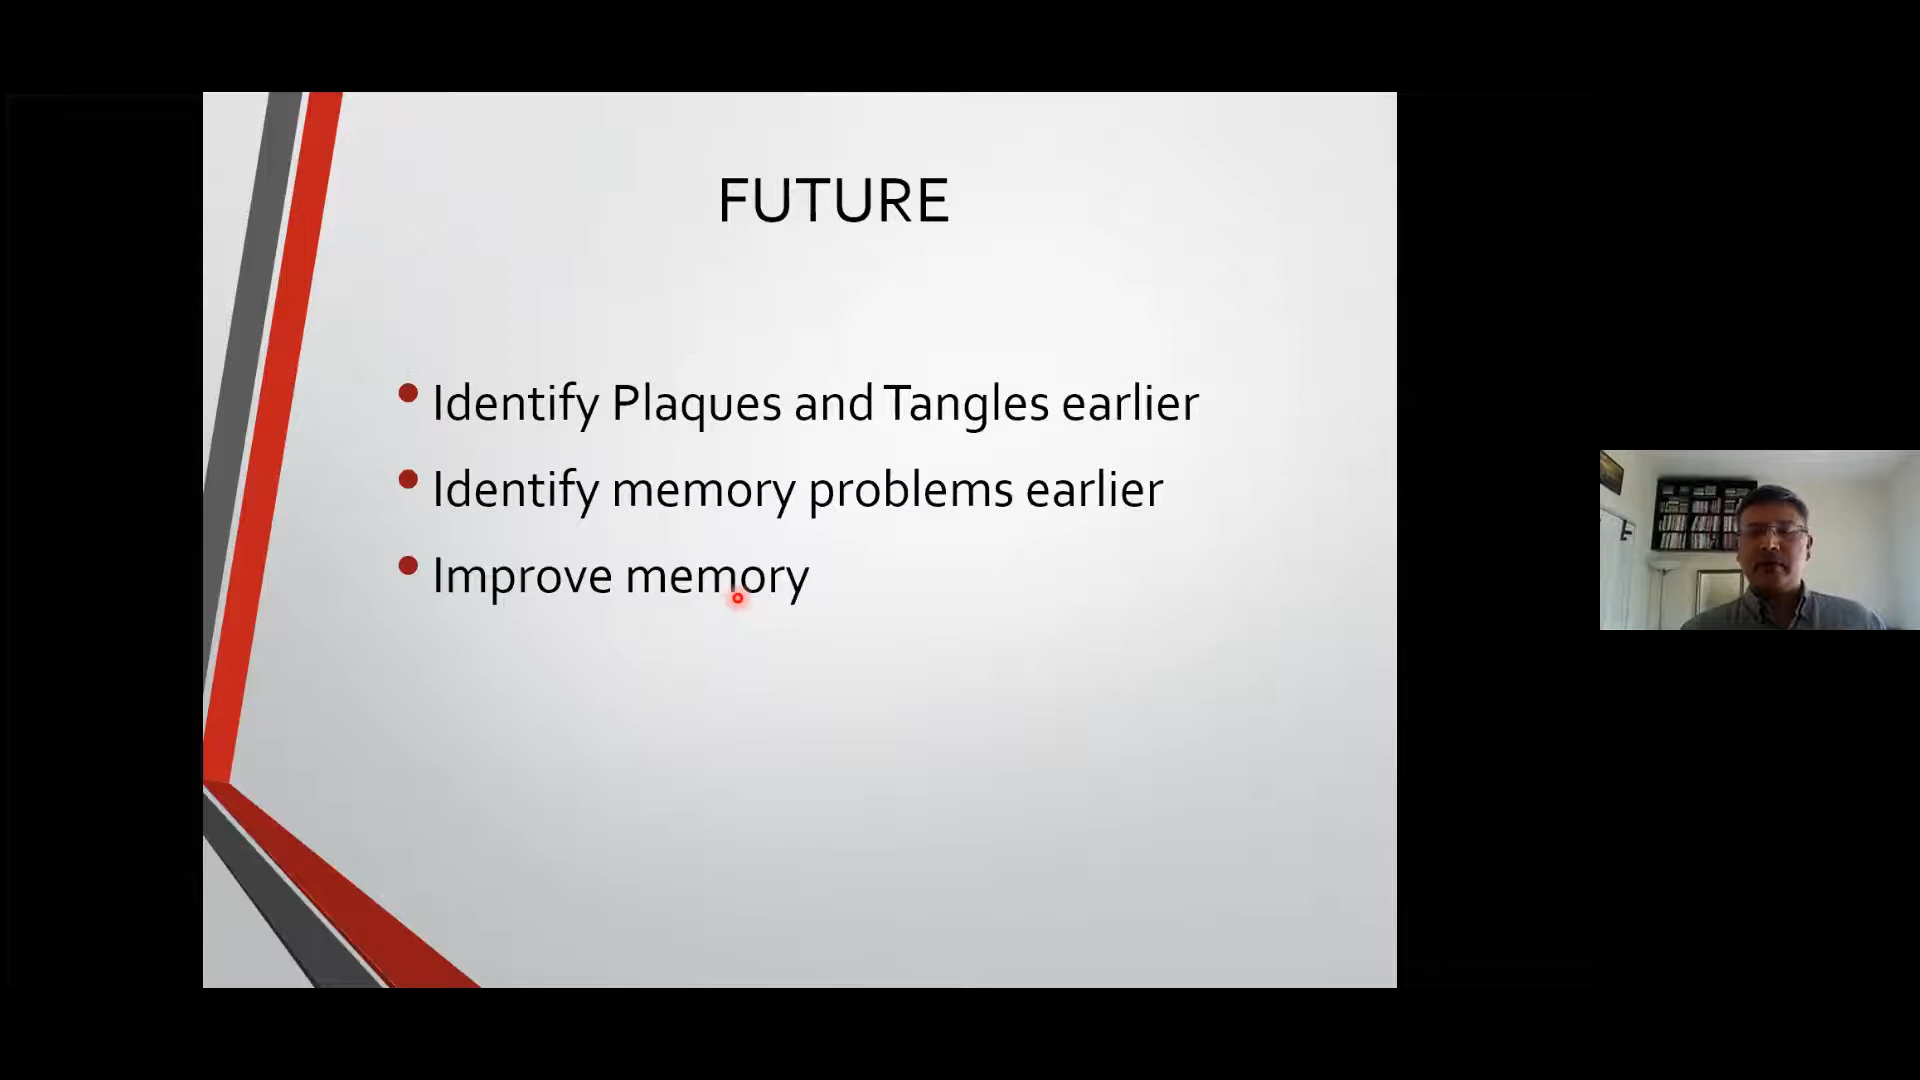 FUTURE
• Identify Plaques and Tangles earlier
• Identify memory problems earlier
• Improve memory